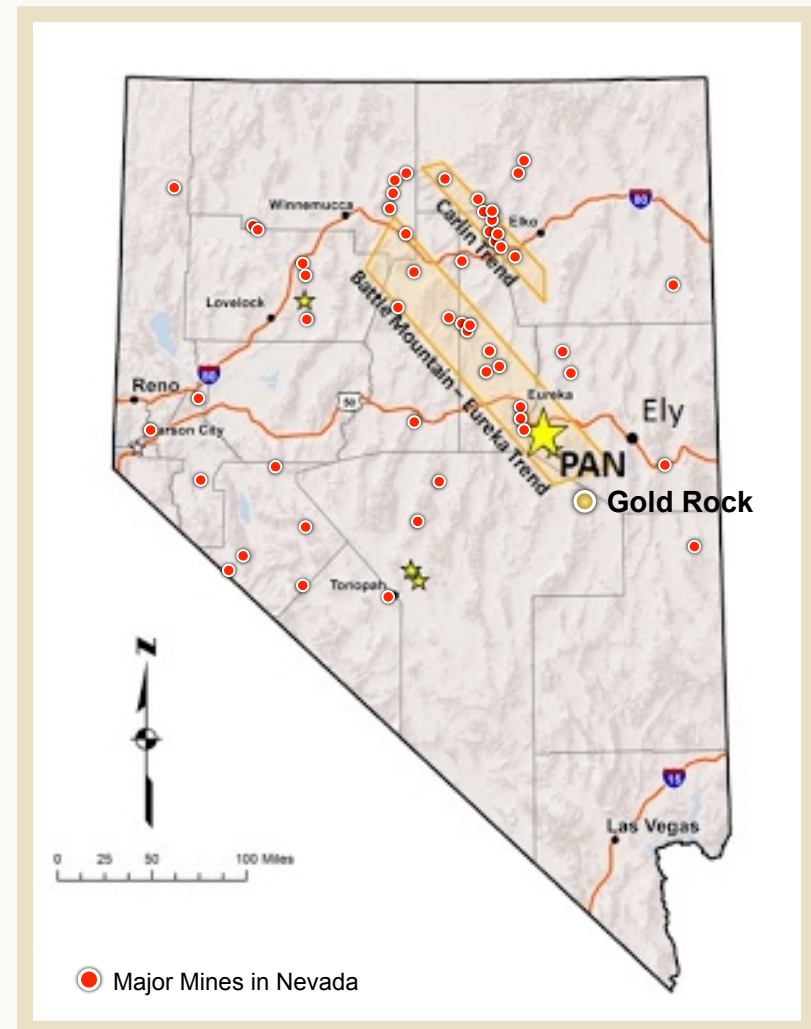 Winnemucca
Elko
80
Carlin Trend
Lovelock
Battle Mountain – Eureka Trend
80
Reno
50
Eureka
Ely
arson City
PAN
Gold Rock
Tonopah
N
15
Las Vegas
0 25 50 100 Miles
Major Mines in Nevada